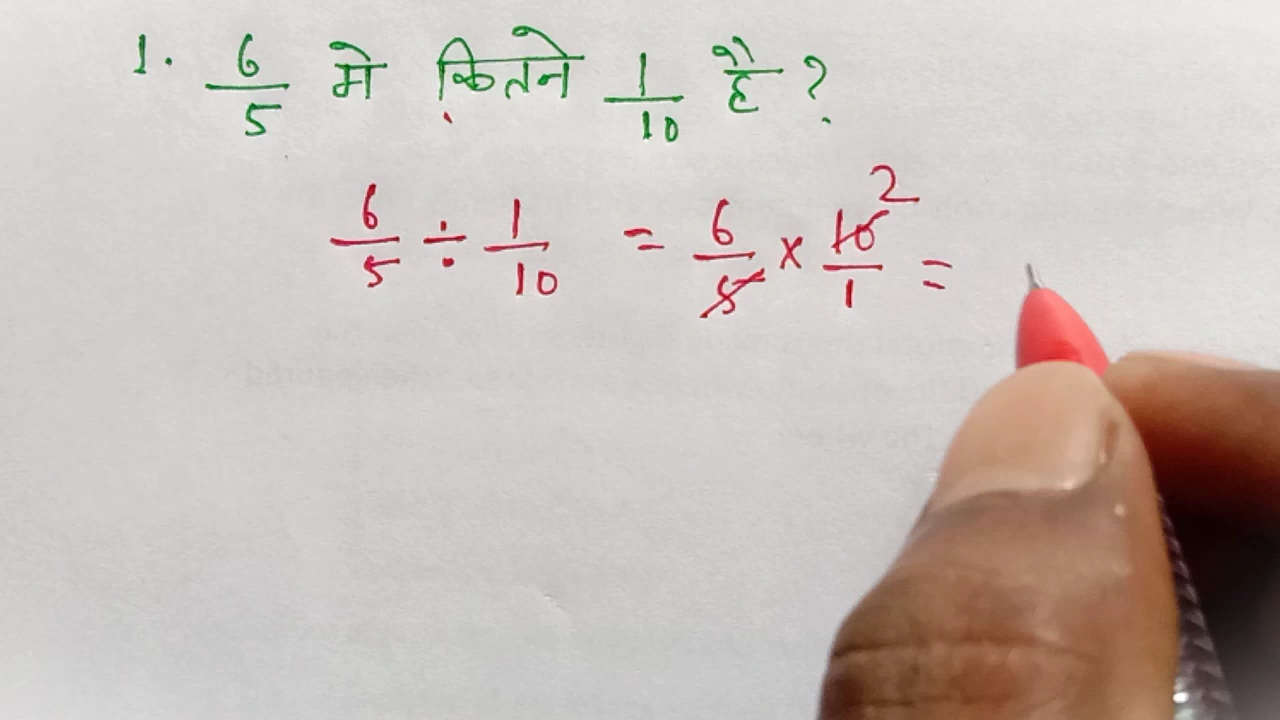 1. 6/5 मे कितने 1/10 है ?
6/5 ÷ 1/10 = 6/5 × 10/1 2 =